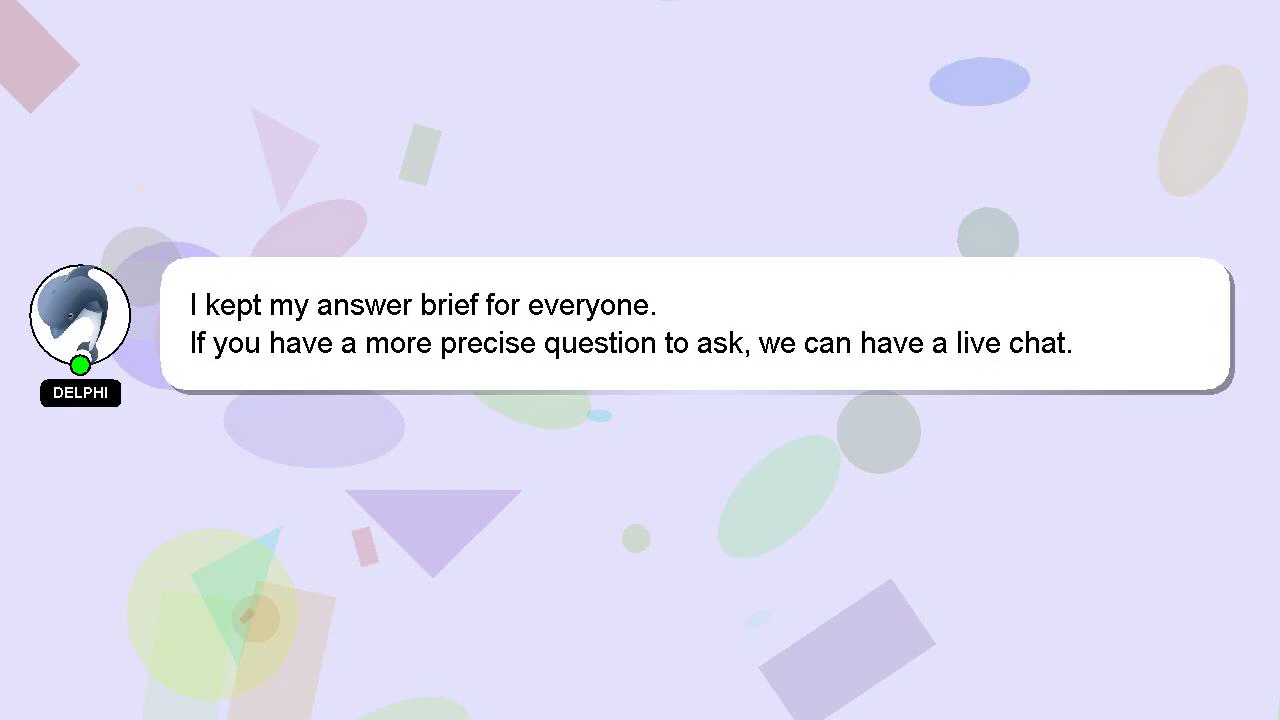 I kept my answer brief for everyone.
If you have a more precise question to ask, we can have a live chat.
DELPHI